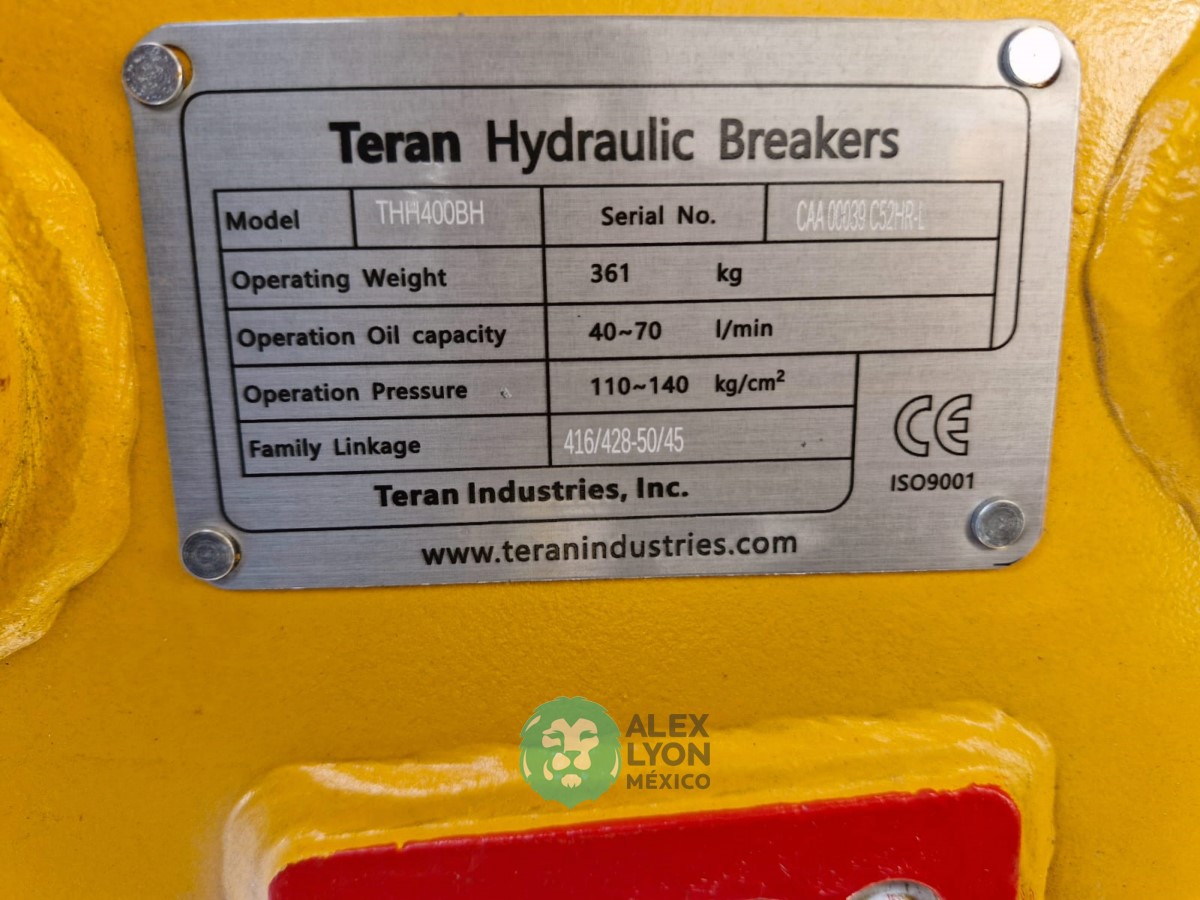 Teran Hydraulic Breakers
Model THH400BH Serial No. CAA 00039 C52HR-L
Operating Weight 361 kg
Operation Oil capacity 40~70 l/min
Operation Pressure 110~140 kg/cm²
Family Linkage 416/428-50/45
CE
ISO9001
Teran Industries, Inc.
www.teranindustries.com
ALEX
LYON
MÉXICO